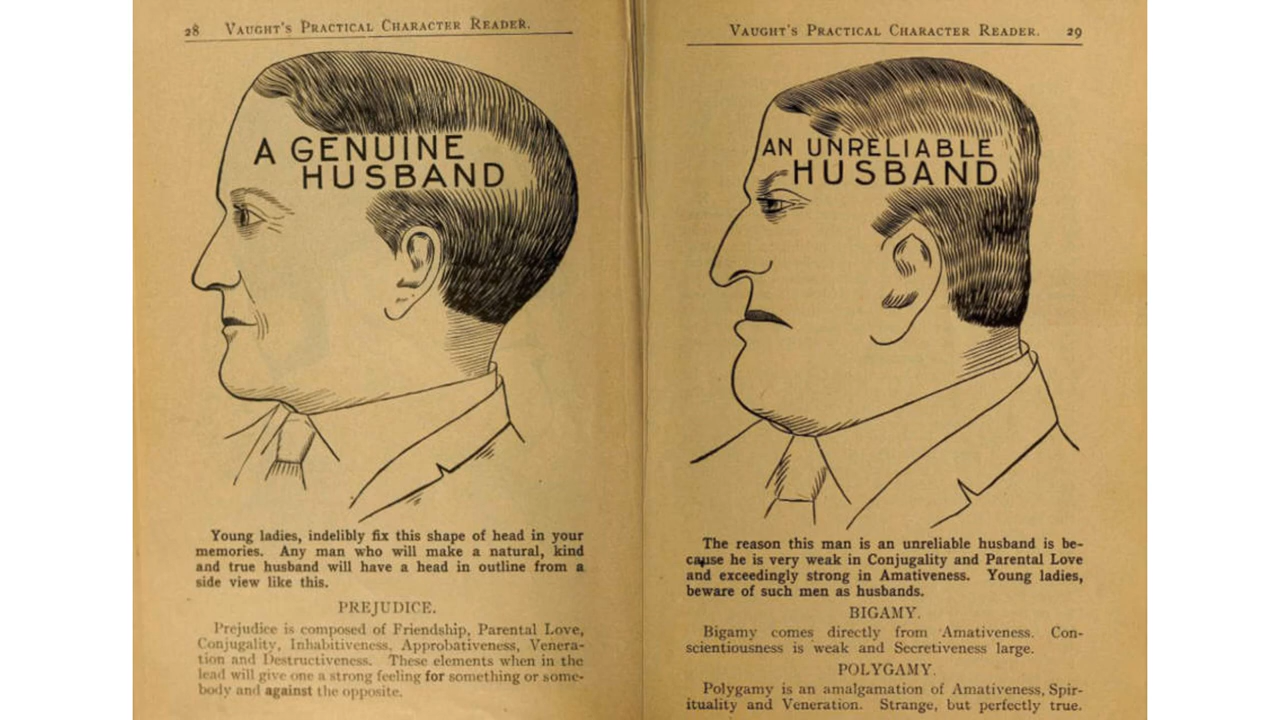 28 VAUGHT'S PRACTICAL CHARACTER READER.
A GENUINE
HUSBAND
Young ladies, indelibly fix this shape of head in your
memories. Any man who will make a natural, kind
and true husband will have a head in outline from a
side view like this.
PREJUDICE.
Prejudice is composed of Friendship, Parental Love,
Conjugality, Inhabitiveness, Approbativeness, Venera-
tion and Destructiveness. These elements when in the
lead will give one a strong feeling for something or some-
body and against the opposite.
VAUGHT'S PRACTICAL CHARACTER READER. 29
AN UNRELIABLE
HUSBAND
The reason this man is an unreliable husband is be-
cause he is very weak in Conjugality and Parental Love
and exceedingly strong in Amativeness. Young ladies,
beware of such men as husbands.
BIGAMY.
Bigamy comes directly from Amativeness. Con-
scientiousness is weak and Secretiveness large.
POLYGAMY.
Polygamy is an amalgamation of Amativeness, Spir-
ituality and Veneration. Strange, but perfectly true.